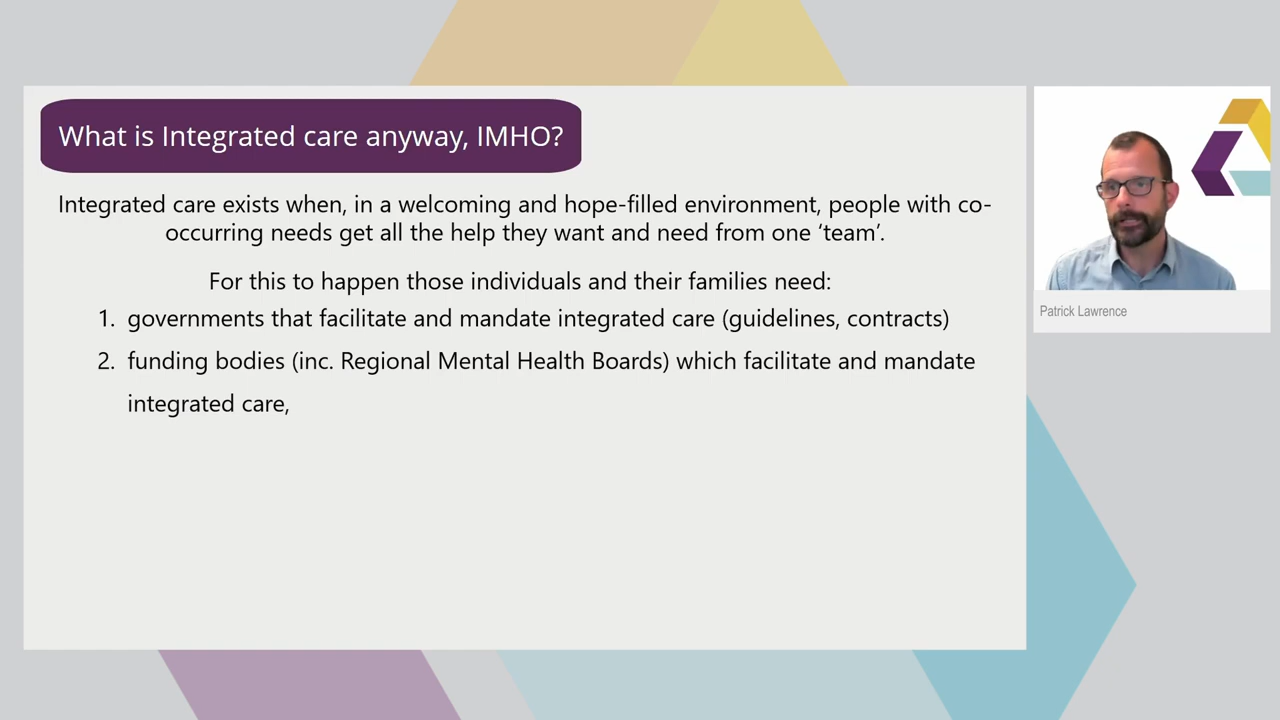 What is Integrated care anyway, IMHO?
Integrated care exists when, in a welcoming and hope-filled environment, people with co-
occurring needs get all the help they want and need from one ‘team’.
For this to happen those individuals and their families need:
1. governments that facilitate and mandate integrated care (guidelines, contracts)
2. funding bodies (inc. Regional Mental Health Boards) which facilitate and mandate
integrated care,
Patrick Lawrence